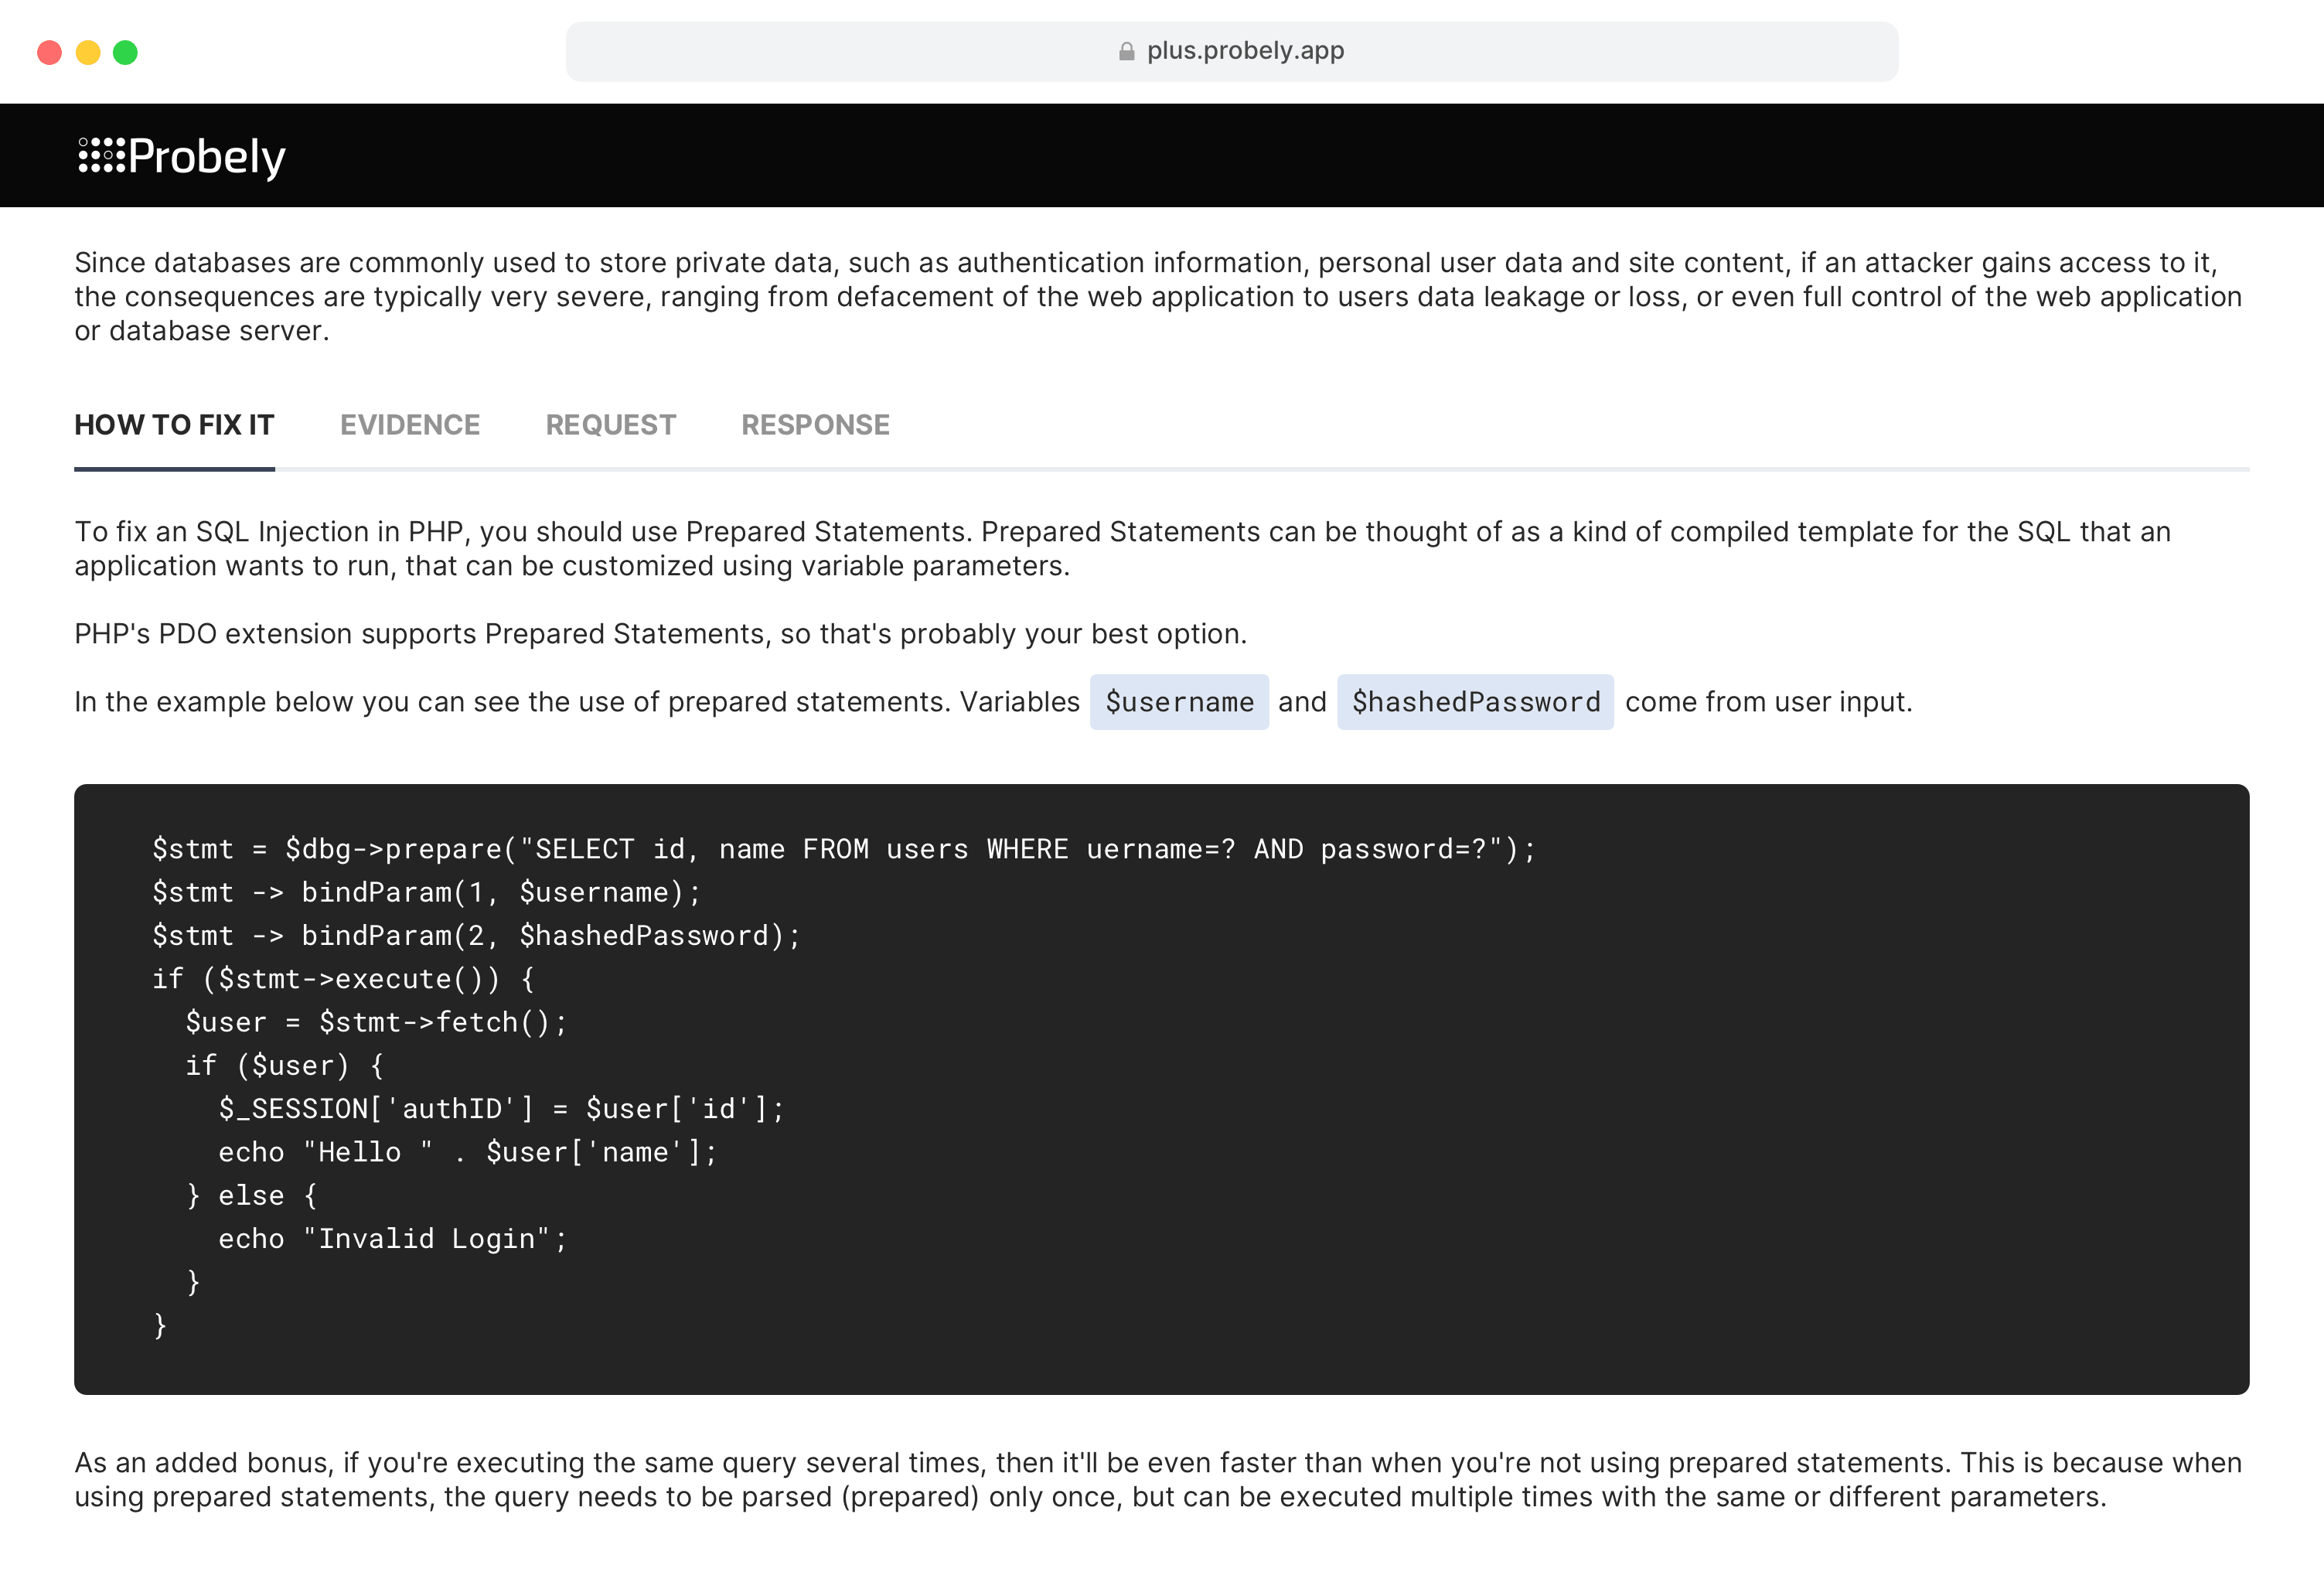 plus.probely.app
Probely
Since databases are commonly used to store private data, such as authentication information, personal user data and site content, if an attacker gains access to it,
the consequences are typically very severe, ranging from defacement of the web application to users data leakage or loss, or even full control of the web application
or database server.
HOW TO FIX IT EVIDENCE REQUEST RESPONSE
To fix an SQL Injection in PHP, you should use Prepared Statements. Prepared Statements can be thought of as a kind of compiled template for the SQL that an
application wants to run, that can be customized using variable parameters.
PHP's PDO extension supports Prepared Statements, so that's probably your best option.
In the example below you can see the use of prepared statements. Variables $username and $hashedPassword come from user input.
$stmt = $dbg->prepare("SELECT id, name FROM users WHERE uername=? AND password=?");
$stmt -> bindParam(1, $username);
$stmt -> bindParam(2, $hashedPassword);
if ($stmt->execute()) {
  $user = $stmt->fetch();
  if ($user) {
    $_SESSION['authID'] = $user['id'];
    echo "Hello " . $user['name'];
  } else {
    echo "Invalid Login";
  }
}
As an added bonus, if you're executing the same query several times, then it'll be even faster than when you're not using prepared statements. This is because when
using prepared statements, the query needs to be parsed (prepared) only once, but can be executed multiple times with the same or different parameters.